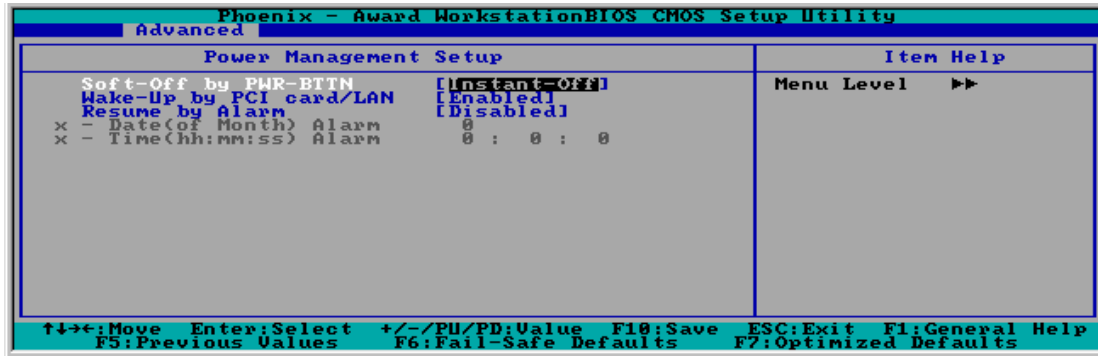 Phoenix - Award WorkstationBIOS CMOS Setup Utility
Advanced
Power Management Setup
Item Help
Soft-Off by PWR-BTTN [Instant-Off]
Menu Level ▶▶
Wake-Up by PCI card/LAN [Enabled]
Resume by Alarm [Disabled]
x - Date(of Month) Alarm 0
x - Time(hh:mm:ss) Alarm 0 : 0 : 0
↑↓→←:Move Enter:Select +/-/PU/PD:Value F10:Save ESC:Exit F1:General Help
F5:Previous Values F6:Fail-Safe Defaults F7:Optimized Defaults